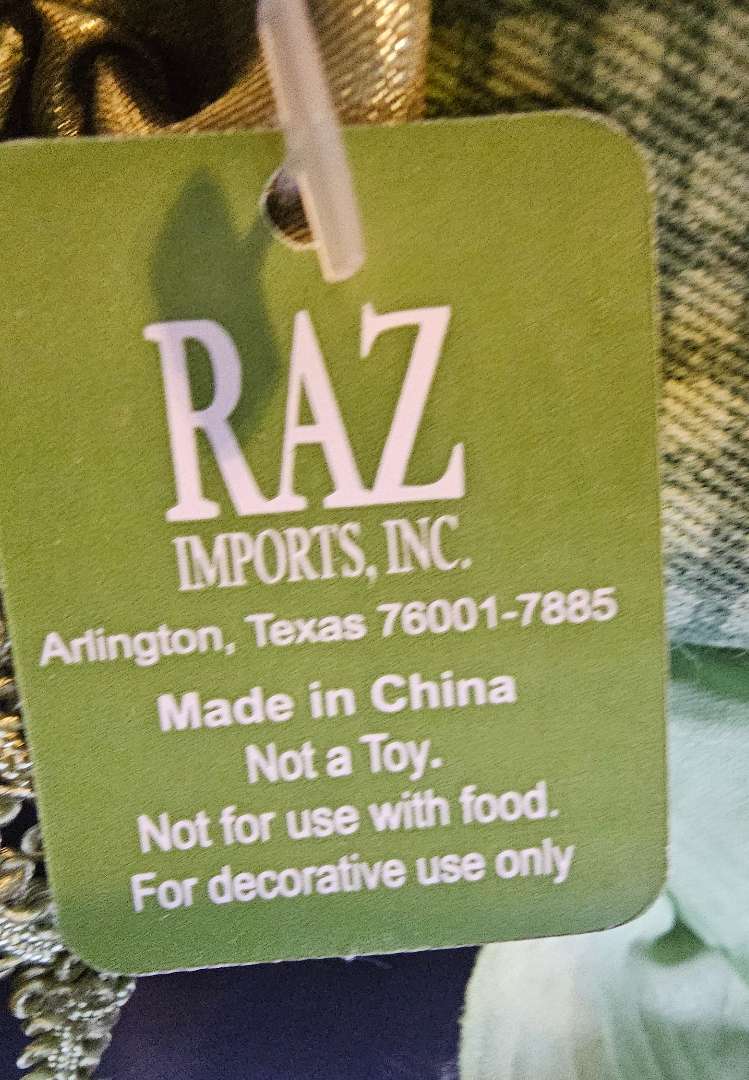 RAZ
IMPORTS, INC.
Arlington, Texas 76001-7885
Made in China
Not a Toy.
Not for use with food.
For decorative use only